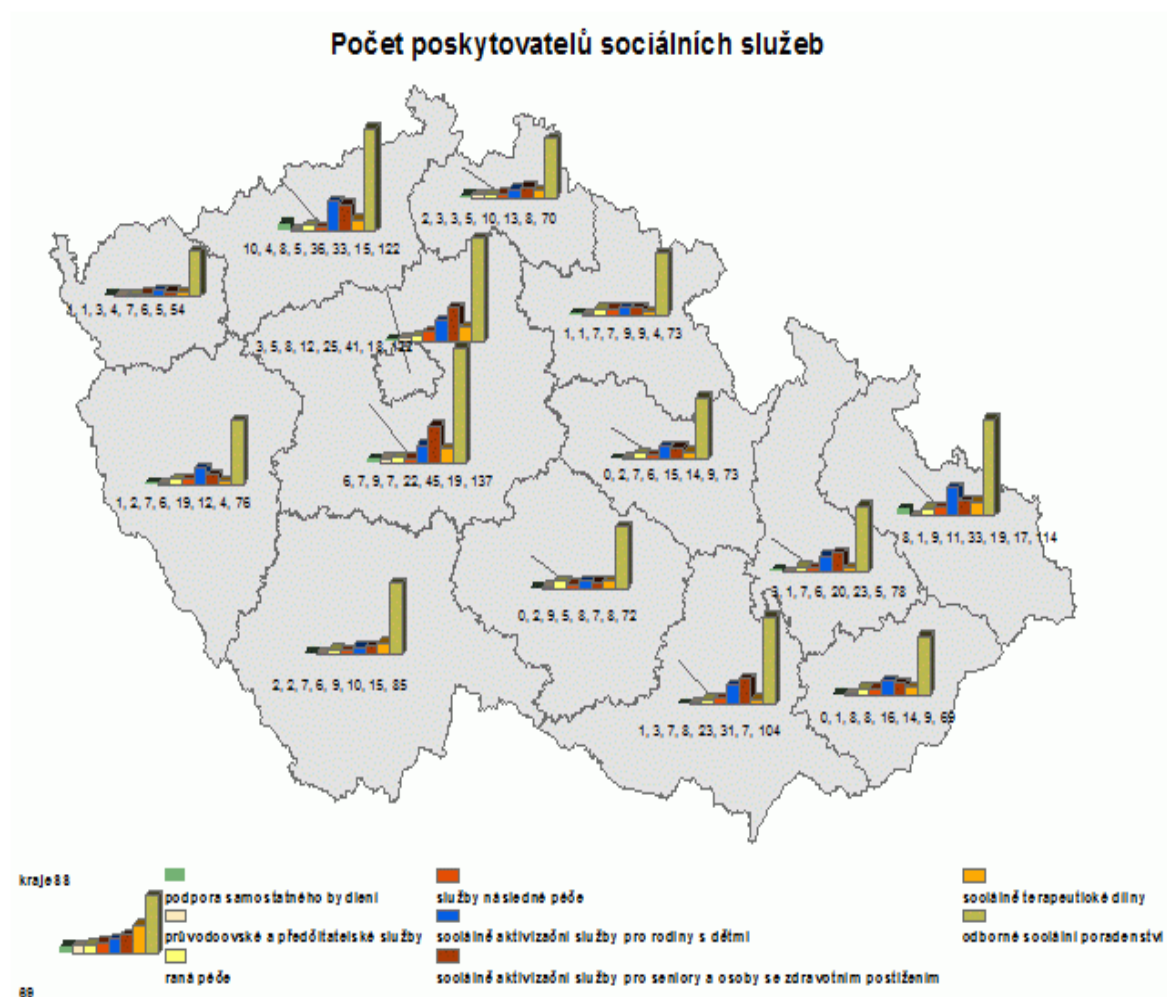 Počet poskytovatelů sociálních služeb
2, 3, 3, 5, 10, 13, 8, 70
10, 4, 8, 5, 36, 33, 15, 122
1, 3, 4, 7, 6, 5, 54
1, 1, 7, 7, 9, 9, 4, 73
3, 5, 8, 12, 25, 41, 18, 122
0, 2, 7, 6, 15, 14, 9, 73
6, 7, 9, 7, 22, 45, 19, 137
1, 2, 7, 6, 19, 12, 4, 76
8, 1, 9, 11, 33, 19, 17, 114
3, 1, 7, 6, 20, 23, 5, 78
0, 2, 9, 5, 8, 7, 8, 72
2, 2, 7, 6, 9, 10, 15, 85
0, 1, 8, 8, 16, 14, 9, 69
1, 3, 7, 8, 23, 31, 7, 104
kraje88
podpora samostatného bydlení
průvodcovské a předčitatelské služby
raná péče
služby následné péče
sociálně aktivizační služby pro rodiny s dětmi
sociálně aktivizační služby pro seniory a osoby se zdravotním postižením
sociálně terapeutické dílny
odborné sociální poradenství
69